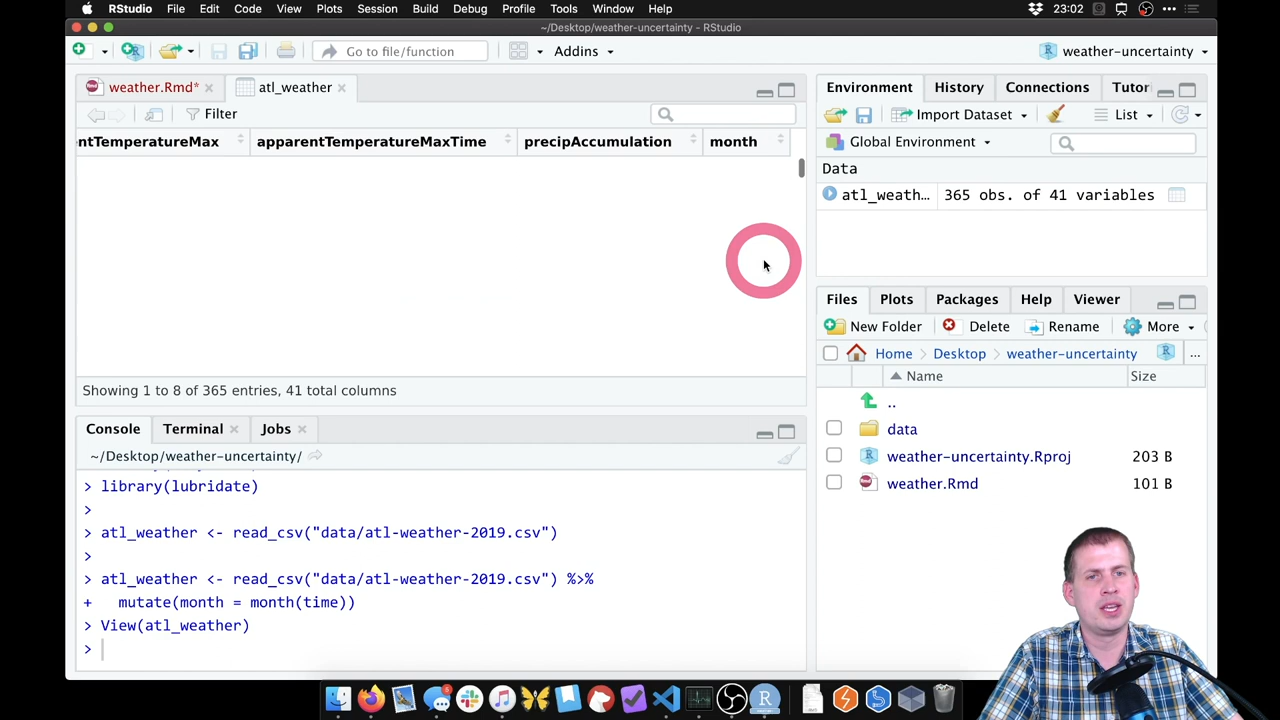 RStudio File Edit Code View Plots Session Build Debug Profile Tools Window Help 23:02
~/Desktop/weather-uncertainty - RStudio
Go to file/function Addins weather-uncertainty
weather.Rmd* atl_weather
Filter
ntTemperatureMax apparentTemperatureMaxTime precipAccumulation month
Showing 1 to 8 of 365 entries, 41 total columns
Console Terminal Jobs
~/Desktop/weather-uncertainty/
> library(lubridate)
>
> atl_weather <- read_csv("data/atl-weather-2019.csv")
>
> atl_weather <- read_csv("data/atl-weather-2019.csv") %>%
+ mutate(month = month(time))
> View(atl_weather)
>
Environment History Connections Tutor
Import Dataset List
Global Environment
Data
atl_weath… 365 obs. of 41 variables
Files Plots Packages Help Viewer
New Folder Delete Rename More
Home Desktop weather-uncertainty ...
Name Size
..
data
weather-uncertainty.Rproj 203 B
weather.Rmd 101 B